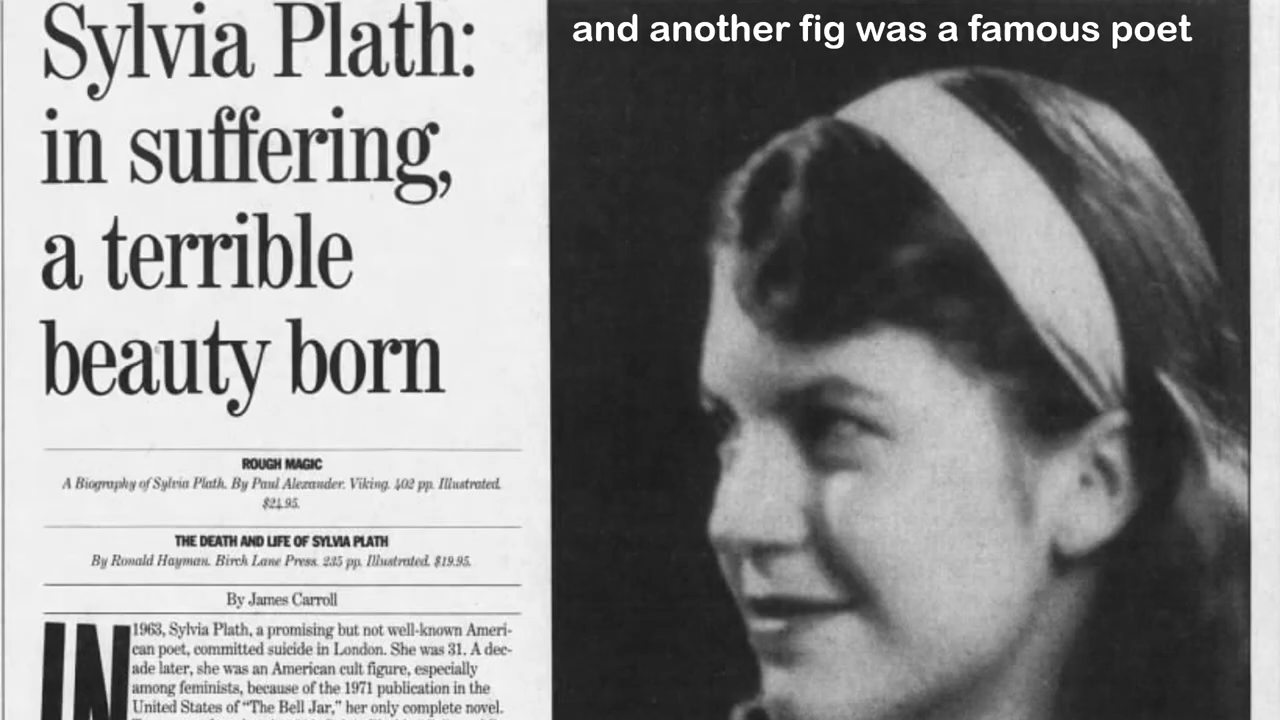 Sylvia Plath:
in suffering,
a terrible
beauty born
ROUGH MAGIC
A Biography of Sylvia Plath. By Paul Alexander. Viking. 402 pp. Illustrated.
$24.95.
THE DEATH AND LIFE OF SYLVIA PLATH
By Ronald Hayman. Birch Lane Press. 235 pp. Illustrated. $19.95.
By James Carroll
IN 1963, Sylvia Plath, a promising but not well-known Ameri-
can poet, committed suicide in London. She was 31. A dec-
ade later, she was an American cult figure, especially
among feminists, because of the 1971 publication in the
United States of "The Bell Jar," her only complete novel.
and another fig was a famous poet